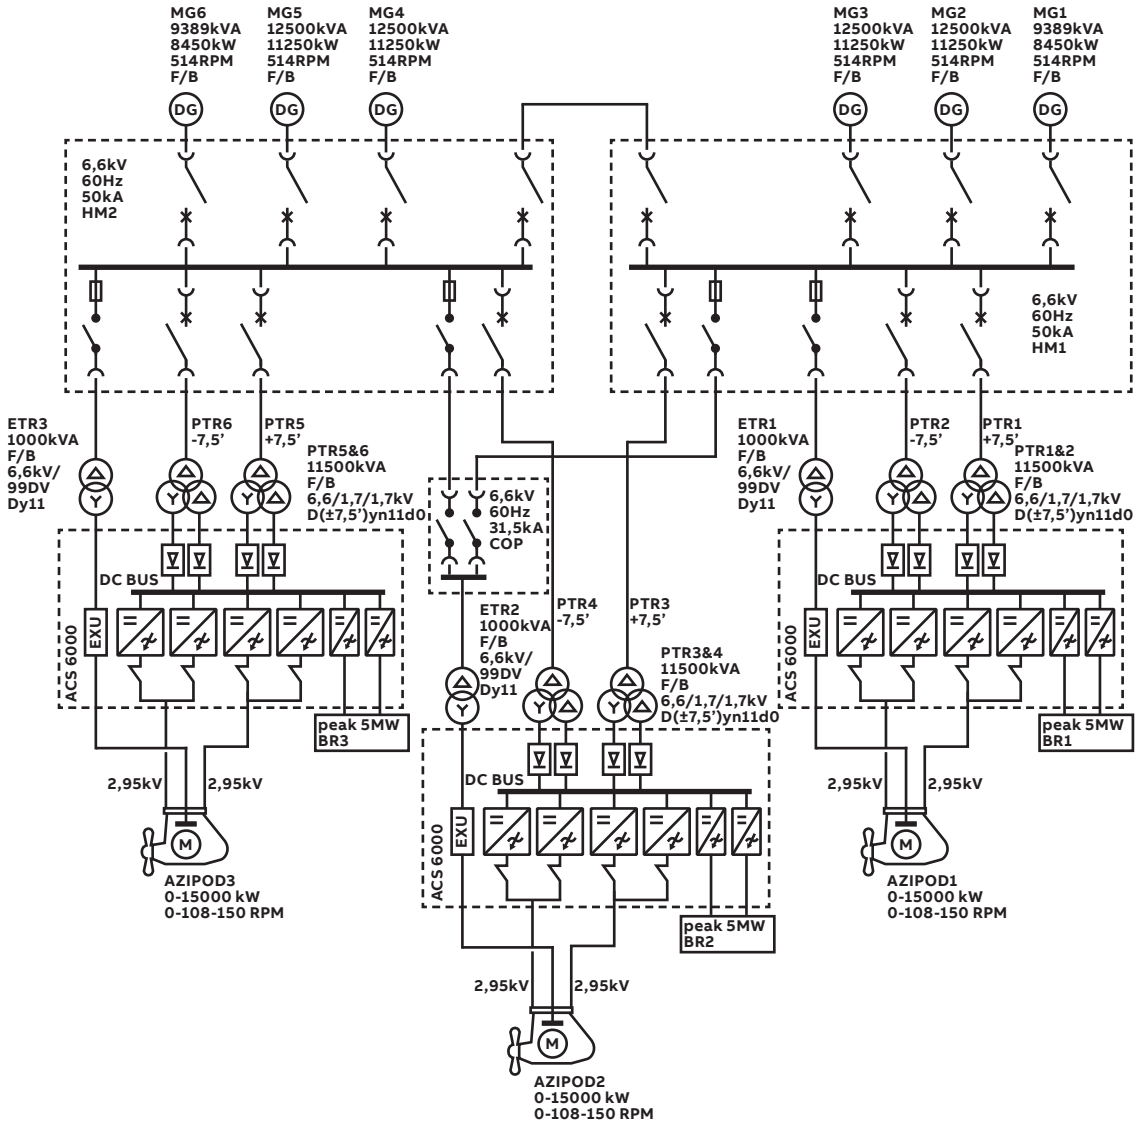 MG6
9389kVA
8450kW
514RPM
F/B
MG5
12500kVA
11250kW
514RPM
F/B
MG4
12500kVA
11250kW
514RPM
F/B
MG3
12500kVA
11250kW
514RPM
F/B
MG2
12500kVA
11250kW
514RPM
F/B
MG1
9389kVA
8450kW
514RPM
F/B
DG
DG
DG
DG
DG
DG
6,6kV
60Hz
50kA
HM2
6,6kV
60Hz
50kA
HM1
ETR3
1000kVA
F/B
6,6kV/
99DV
Dy11
PTR6
-7,5’
PTR5
+7,5’
PTR5&6
11500kVA
F/B
6,6/1,7/1,7kV
D(±7,5’)yn11d0
Y
Y
Y
6,6kV
60Hz
31,5kA
COP
ETR1
1000kVA
F/B
6,6kV/
99DV
Dy11
PTR2
-7,5’
PTR1
+7,5’
PTR1&2
11500kVA
F/B
6,6/1,7/1,7kV
D(±7,5’)yn11d0
Y
Y
Y
DC BUS
EXU
ACS 6000
peak 5MW
BR3
2,95kV
2,95kV
M
AZIPOD3
0-15000 kW
0-108-150 RPM
ETR2
1000kVA
F/B
6,6kV/
99DV
Dy11
PTR4
-7,5’
PTR3
+7,5’
PTR3&4
11500kVA
F/B
6,6/1,7/1,7kV
D(±7,5’)yn11d0
Y
Y
Y
DC BUS
EXU
ACS 6000
peak 5MW
BR2
2,95kV
2,95kV
M
AZIPOD2
0-15000 kW
0-108-150 RPM
DC BUS
EXU
ACS 6000
peak 5MW
BR1
2,95kV
2,95kV
M
AZIPOD1
0-15000 kW
0-108-150 RPM